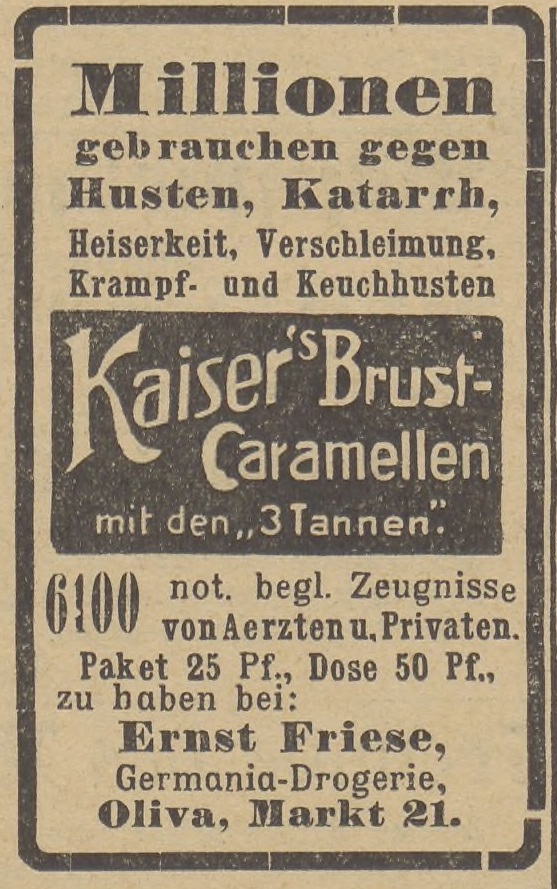 Millionen
gebrauchen gegen
Husten, Katarrh,
Heiserkeit, Verschleimung,
Krampf- und Keuchhusten
Kaiser's Brust-
Caramellen
mit den „3 Tannen".
6100 not. begl. Zeugnisse
von Aerzten u. Privaten.
Paket 25 Pf., Dose 50 Pf.,
zu haben bei:
Ernst Friese,
Germania-Drogerie,
Oliva, Markt 21.